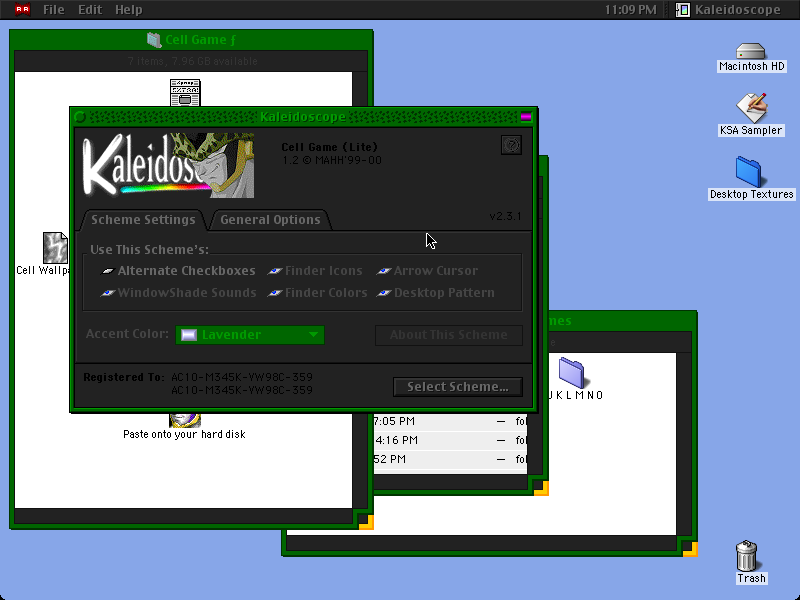 File Edit Help 11:09 PM Kaleidoscope
Cell Game ƒ
7 items, 7.96 GB available
Macintosh HD
KSA Sampler
Desktop Textures
Kaleidoscope
Kaleidos
Cell Game (Lite)
1.2 © MAHH'99-00
v2.3.1
Scheme Settings General Options
Use This Scheme's:
Alternate Checkboxes Finder Icons Arrow Cursor
WindowShade Sounds Finder Colors Desktop Pattern
Accent Color: Lavender About This Scheme
Registered To: AC10-M345K-YW98C-359
AC10-M345K-YW98C-359
Select Scheme...
Cell Wallpa
mes
J K L M N O
7:05 PM — fol
4:16 PM — fol
52 PM — fol
Paste onto your hard disk
Trash